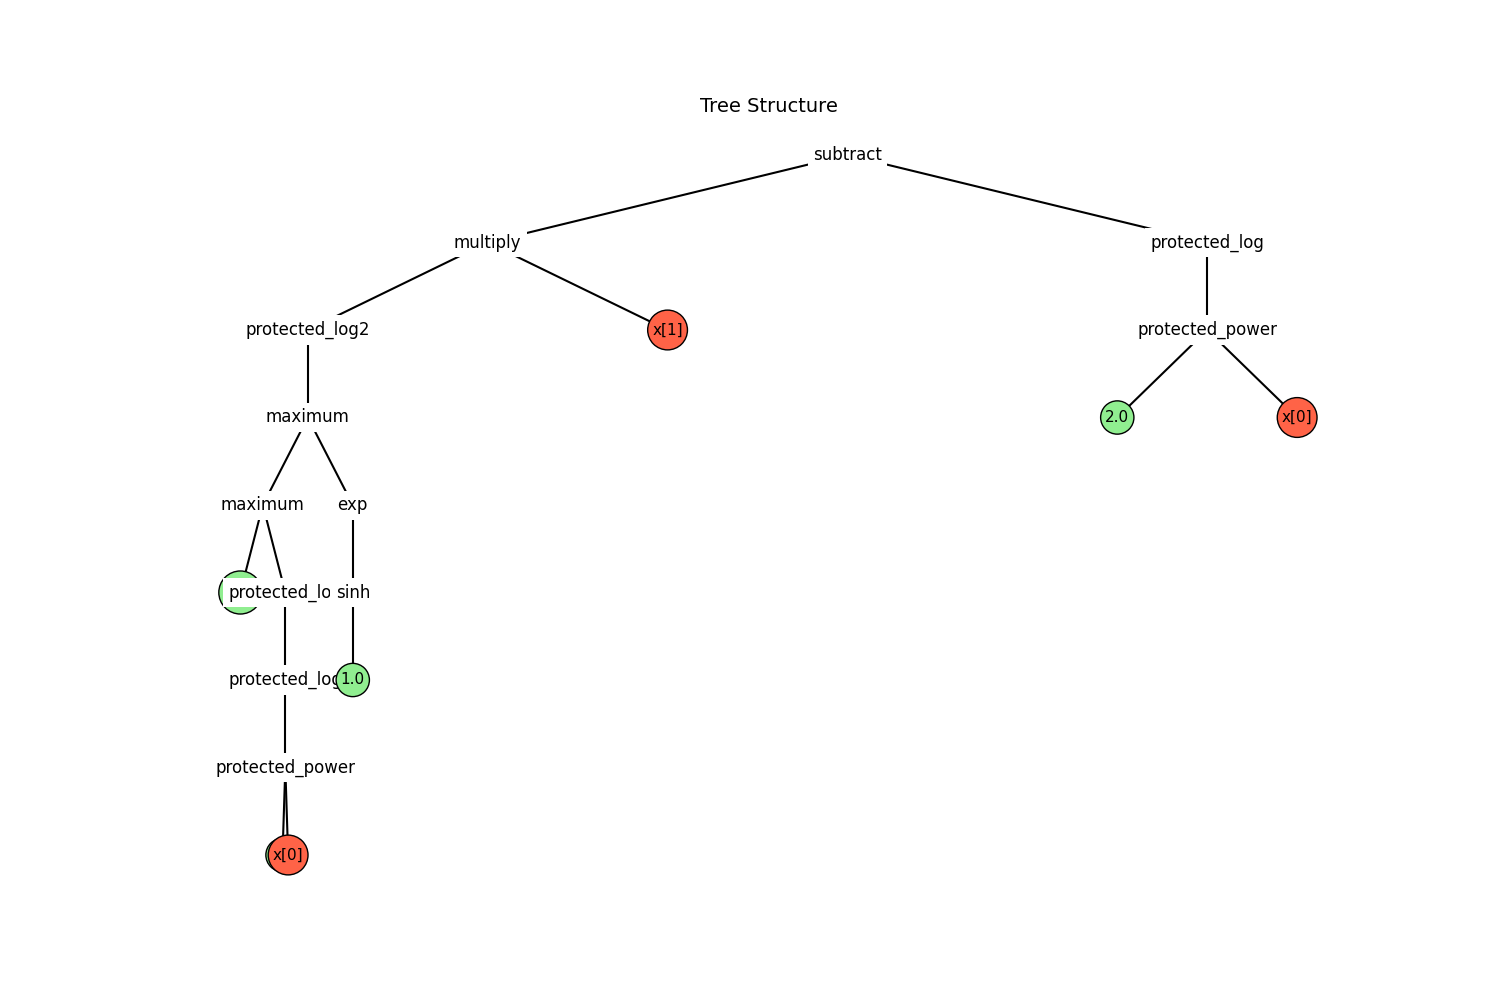 Tree Structure
subtract
multiply
protected_log
protected_log2
x[1]
protected_power
maximum
2.0
x[0]
maximum
exp
protected_lo
sinh
protected_log
1.0
protected_power
x[0]